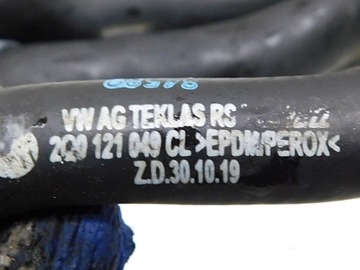 VW AG TEKLAS RS
2Q0 121 049 CL >EPDM/PEROX<
Z.D.30.10.19